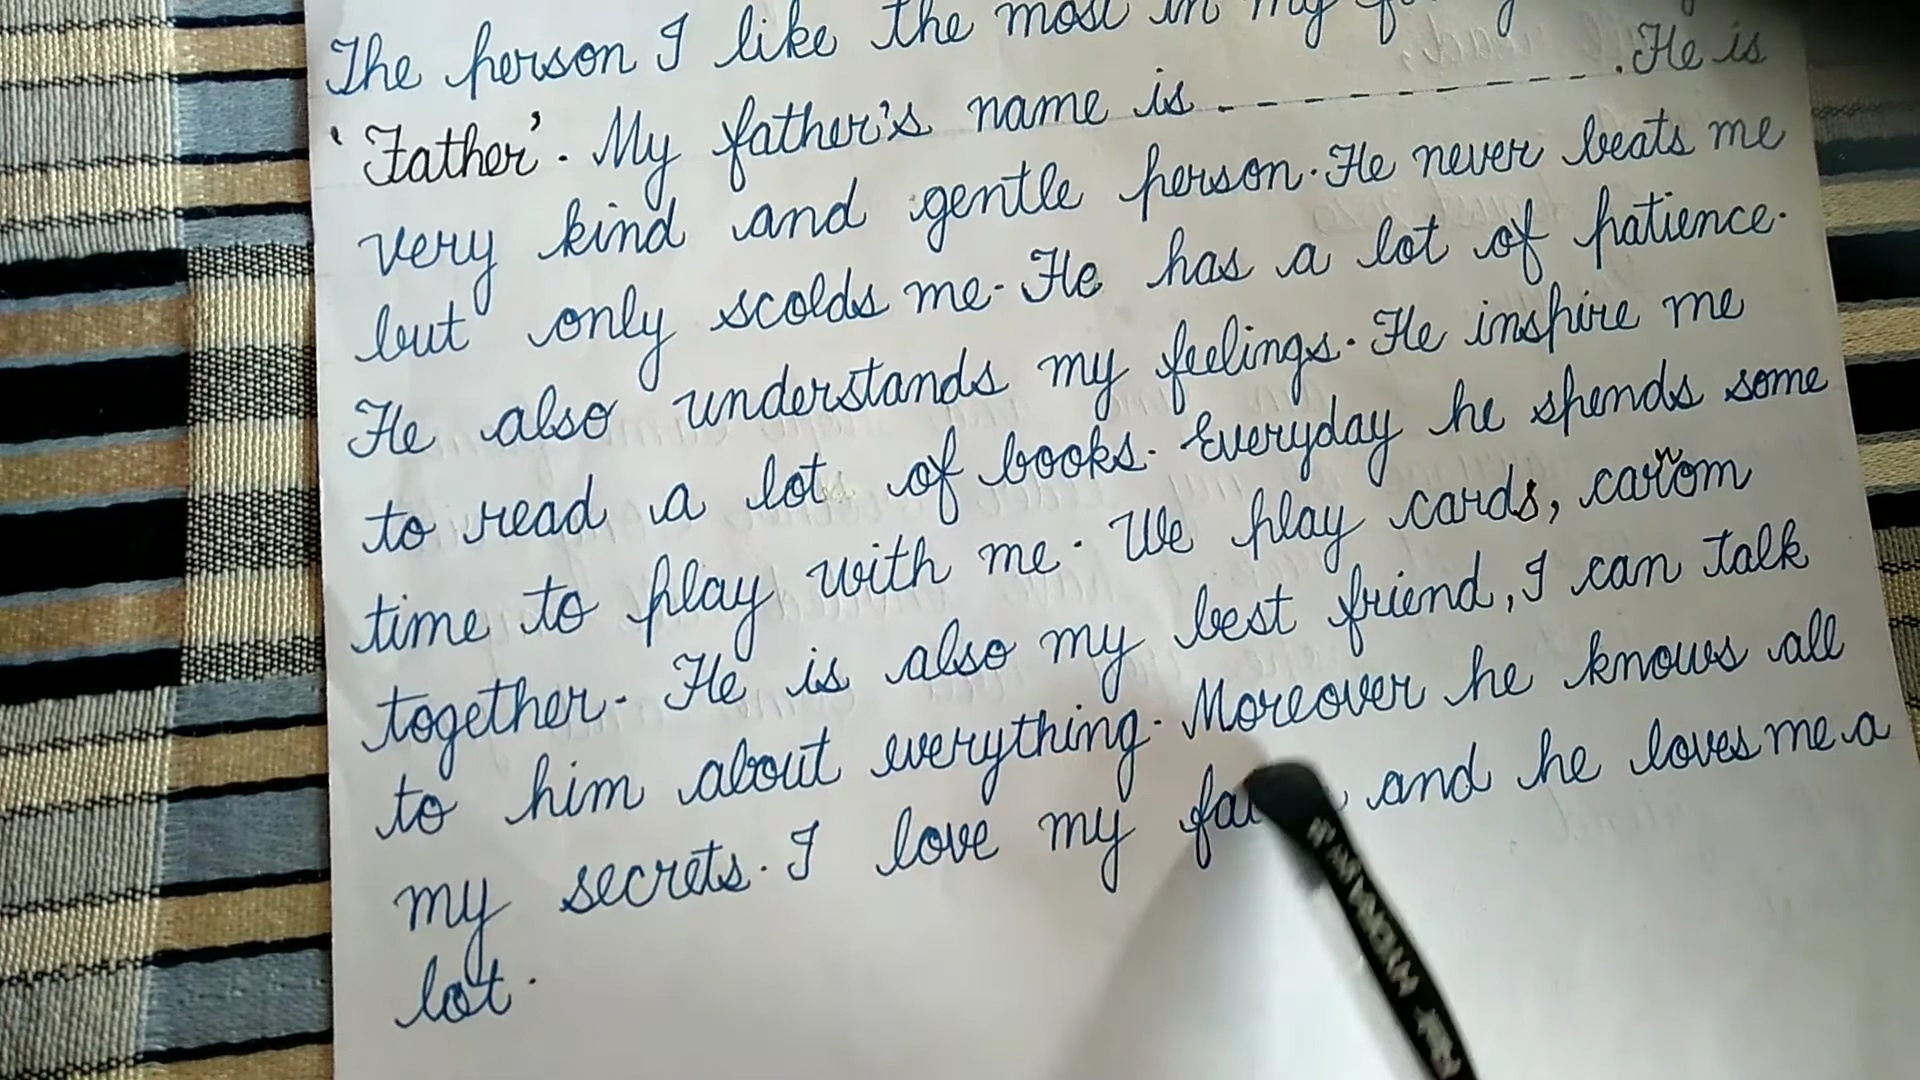 The person I like the most in my
'Father'. My father's name is ------------. He is
very kind and gentle person. He never beats me
but only scolds me. He has a lot of patience.
He also understands my feelings. He inspire me
to read a lot of books. Everyday he spends some
time to play with me. We play cards, carrom
together. He is also my best friend, I can talk
to him about everything. Moreover he knows all
my secrets. I love my and he loves me a
lot.